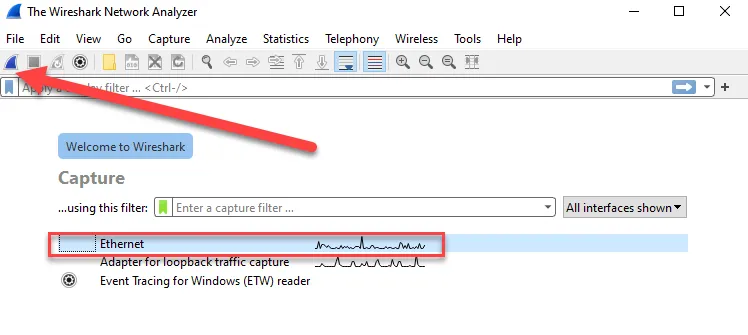 The Wireshark Network Analyzer
File Edit View Go Capture Analyze Statistics Telephony Wireless Tools Help
Apply a display filter ... <Ctrl-/>
Welcome to Wireshark
Capture
...using this filter: Enter a capture filter ... All interfaces shown
Ethernet
Adapter for loopback traffic capture
Event Tracing for Windows (ETW) reader